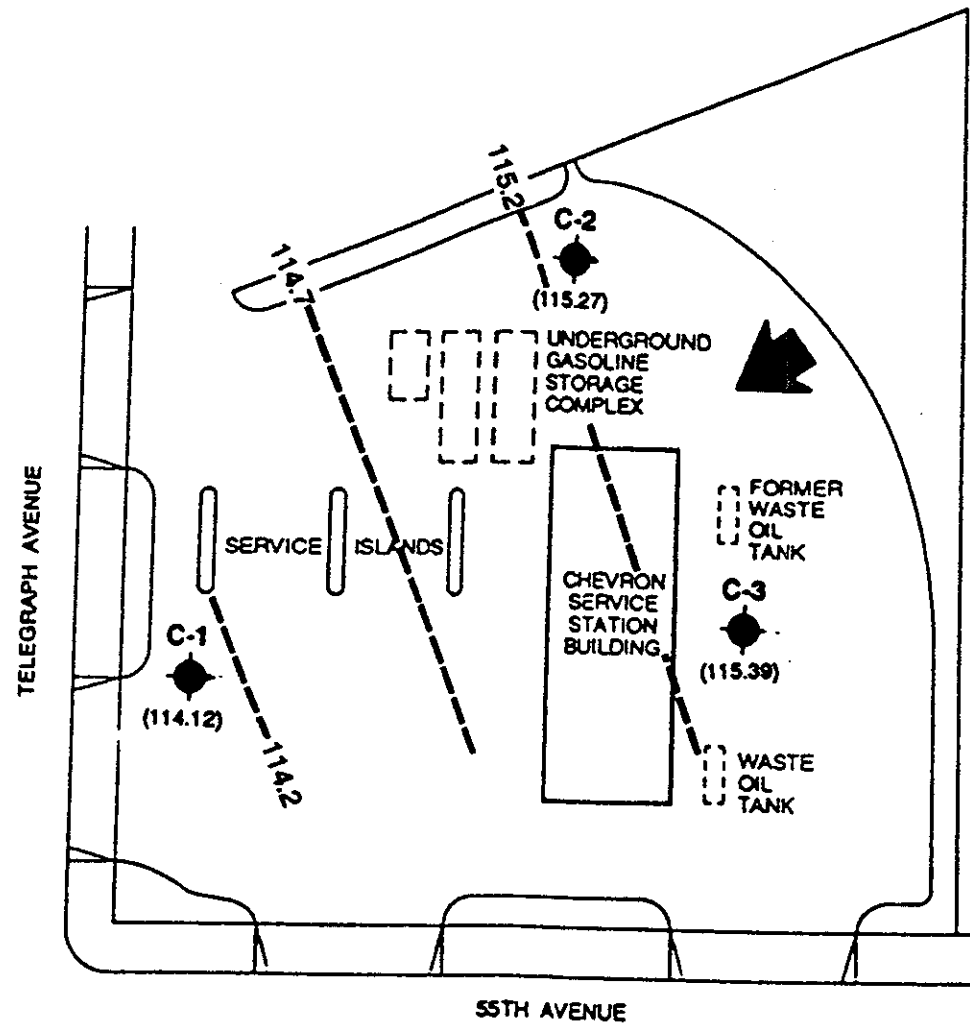 115.2
C-2
(115.27)
114.7
UNDERGROUND
GASOLINE
STORAGE
COMPLEX
TELEGRAPH AVENUE
SERVICE ISLANDS
FORMER
WASTE
OIL
TANK
CHEVRON
SERVICE
STATION
BUILDING
C-3
(115.39)
C-1
(114.12)
114.2
WASTE
OIL
TANK
55TH AVENUE